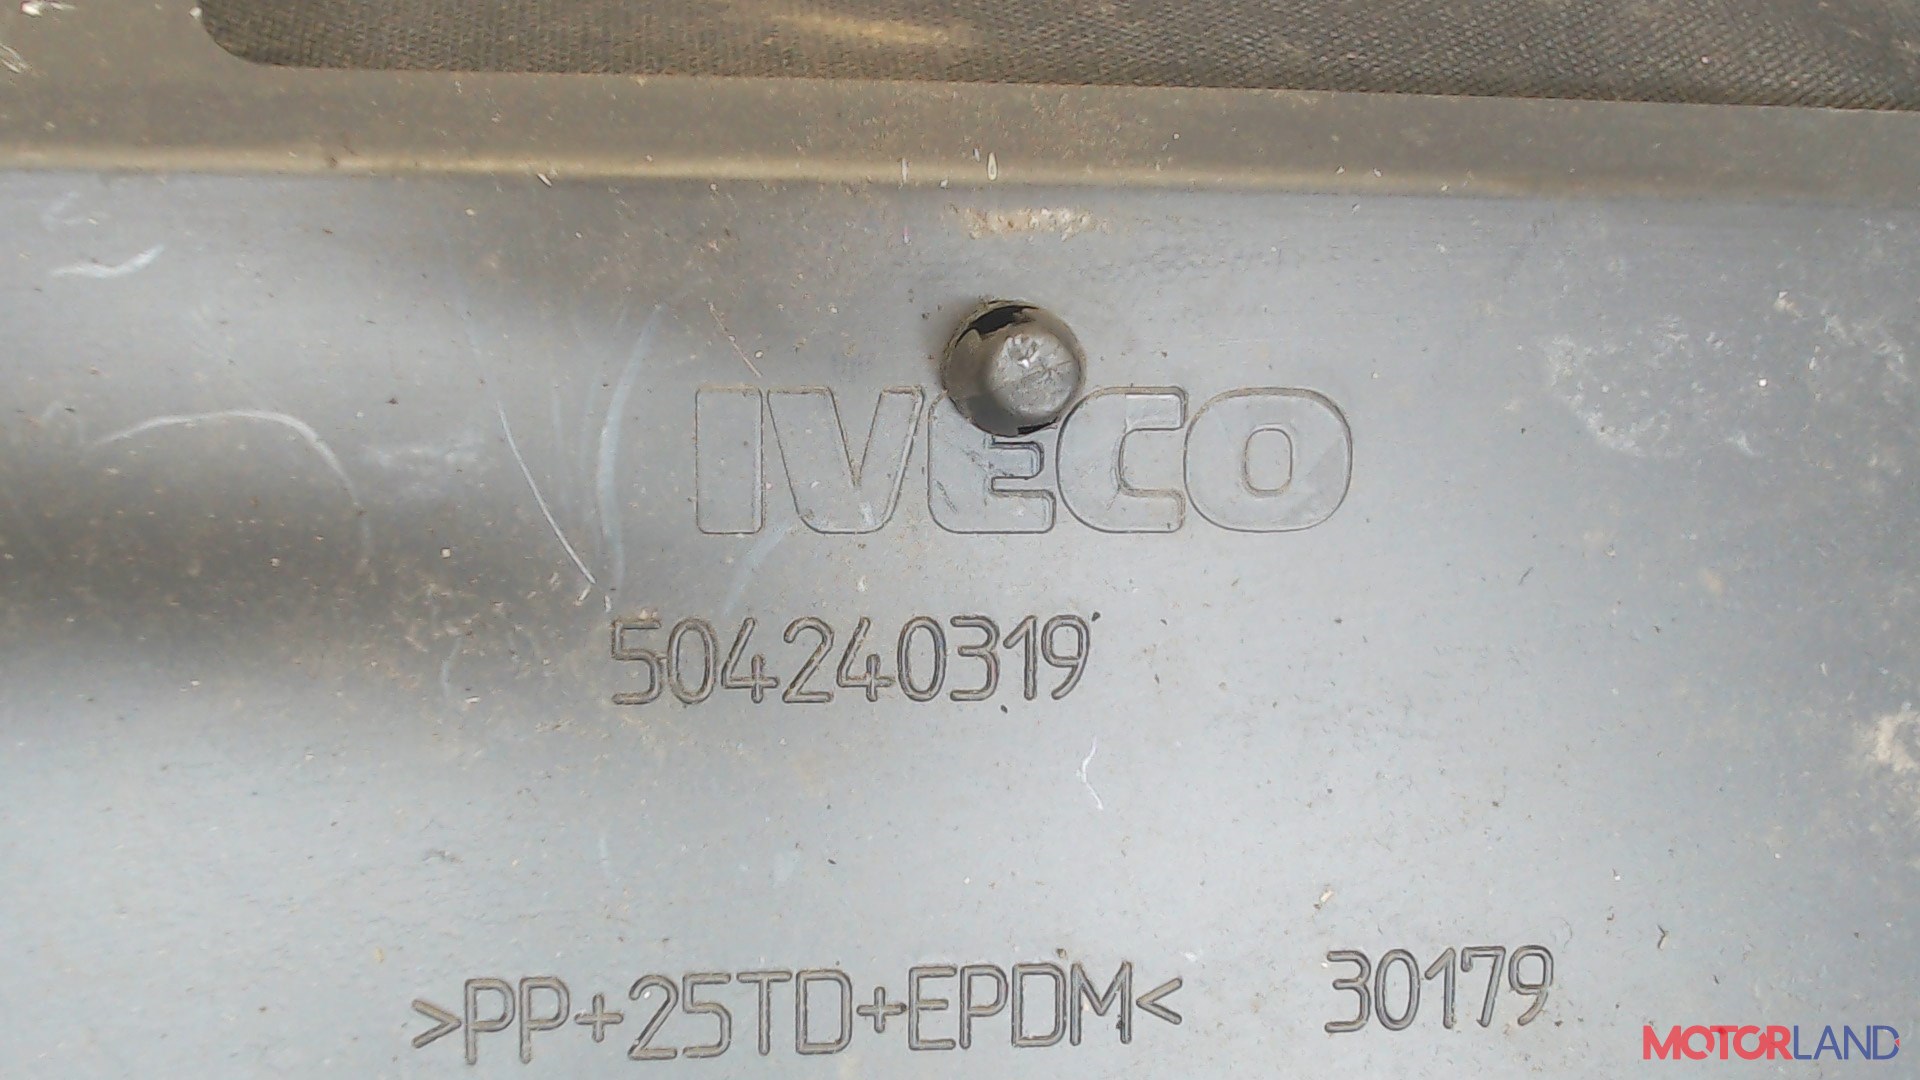 IVECO
504240319
>PP+25TD+EPDM< 30179
MOTORLAND